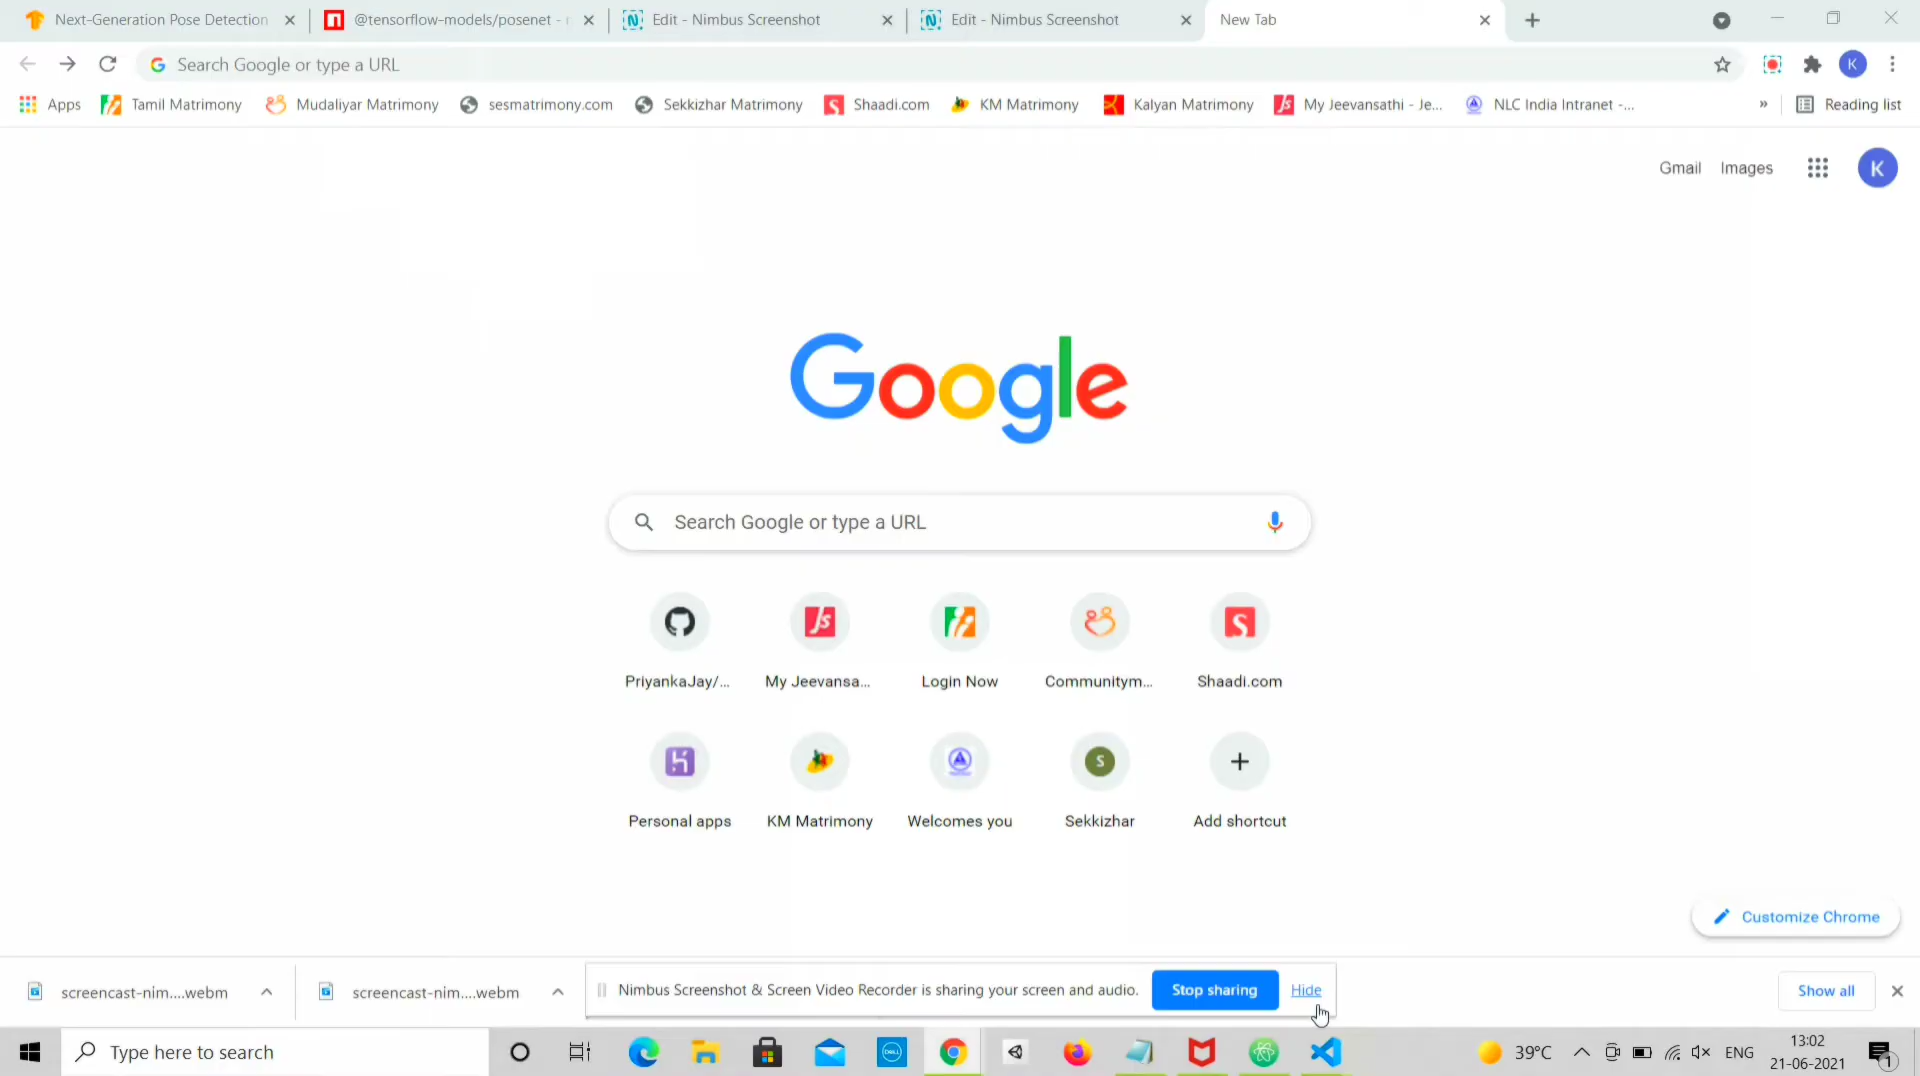 Next-Generation Pose Detection
@tensorflow-models/posenet -
Edit - Nimbus Screenshot
Edit - Nimbus Screenshot
New Tab
Search Google or type a URL
K
Apps
Tamil Matrimony
Mudaliyar Matrimony
sesmatrimony.com
Sekkizhar Matrimony
Shaadi.com
KM Matrimony
Kalyan Matrimony
My Jeevansathi - Je...
NLC India Intranet -...
»
Reading list
Gmail
Images
K
Google
Search Google or type a URL
PriyankaJay/...
My Jeevansa...
Login Now
Communitym...
Shaadi.com
Personal apps
KM Matrimony
Welcomes you
Sekkizhar
Add shortcut
Customize Chrome
screencast-nim....webm
screencast-nim....webm
Nimbus Screenshot & Screen Video Recorder is sharing your screen and audio.
Stop sharing
Hide
Show all
Type here to search
DELL
39°C
ENG
13:02
21-06-2021
1